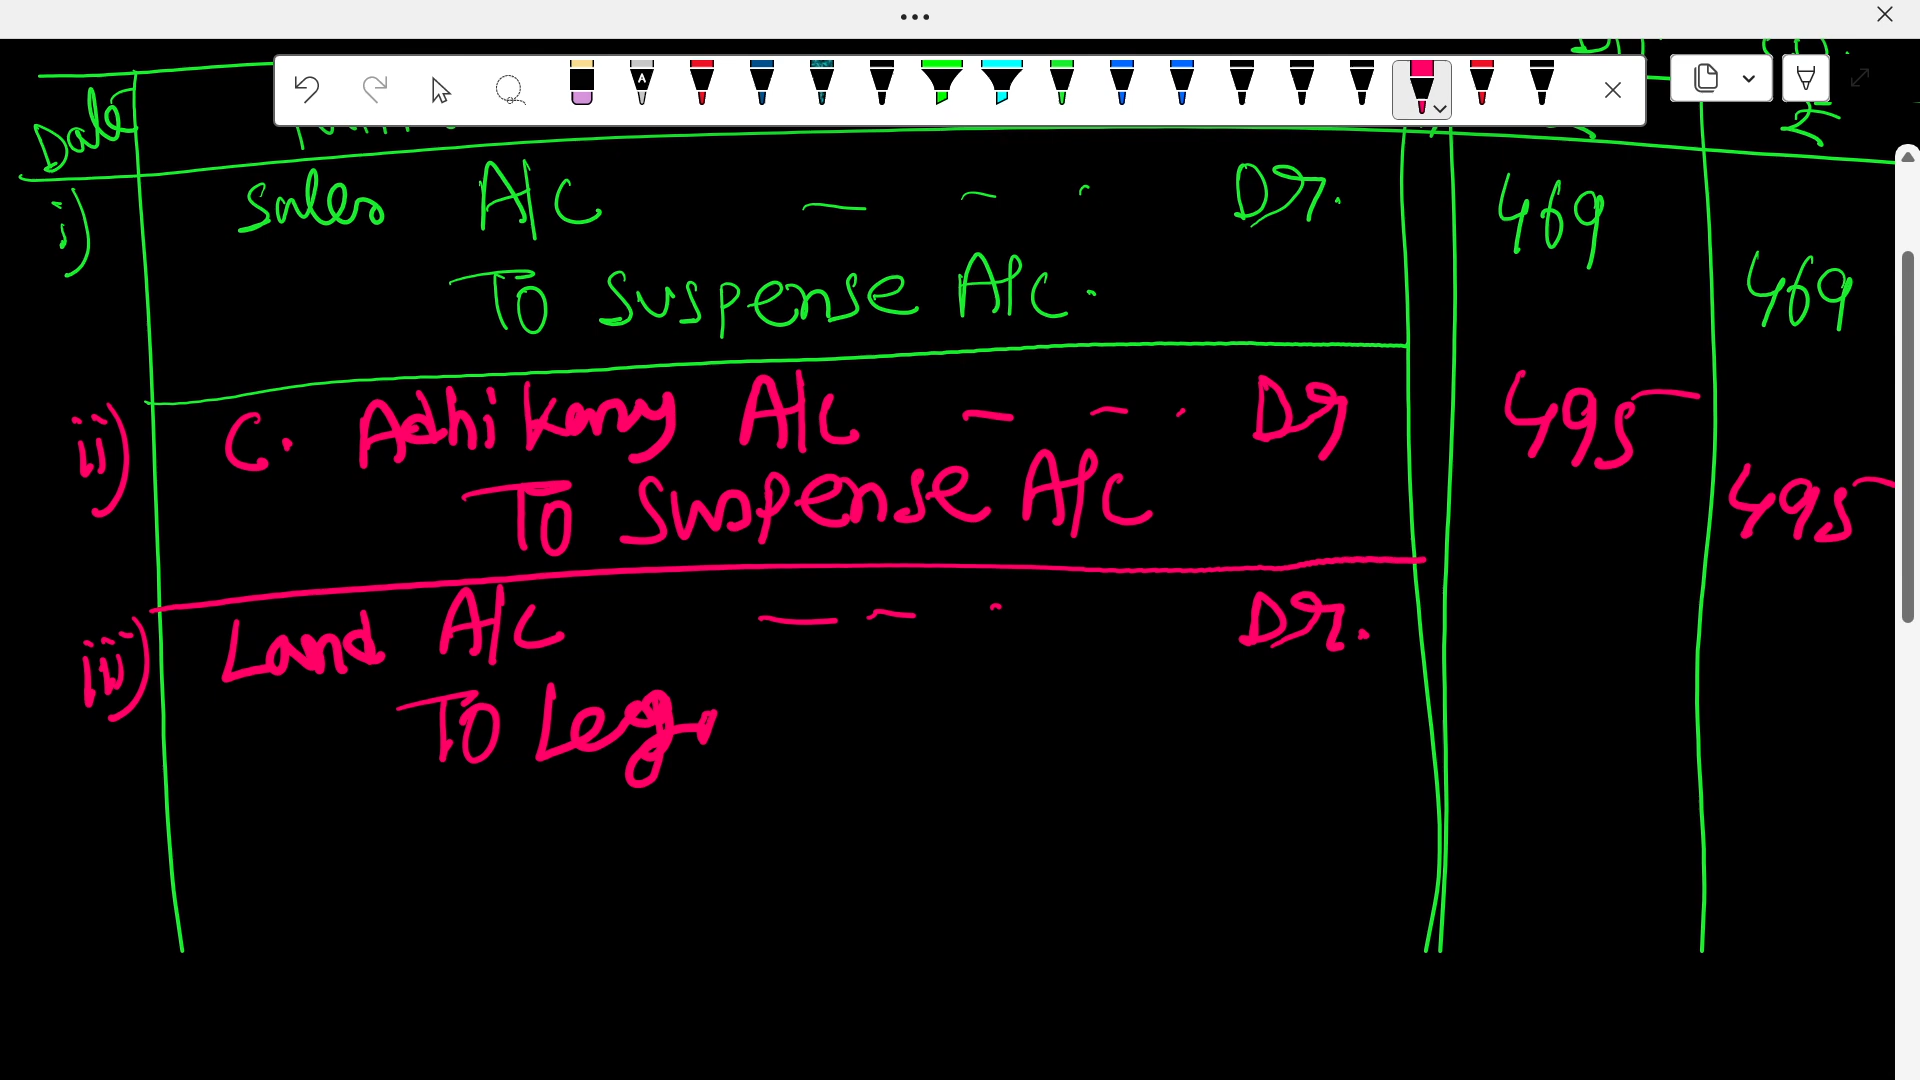 Date
i) Sales A/C — - · Dr. 469
To Suspense A/C. 469
ii) C. Adhikary A/C — - · Dr 495
To Suspense A/C 495
iii) Land A/C — - · Dr.
To Leg